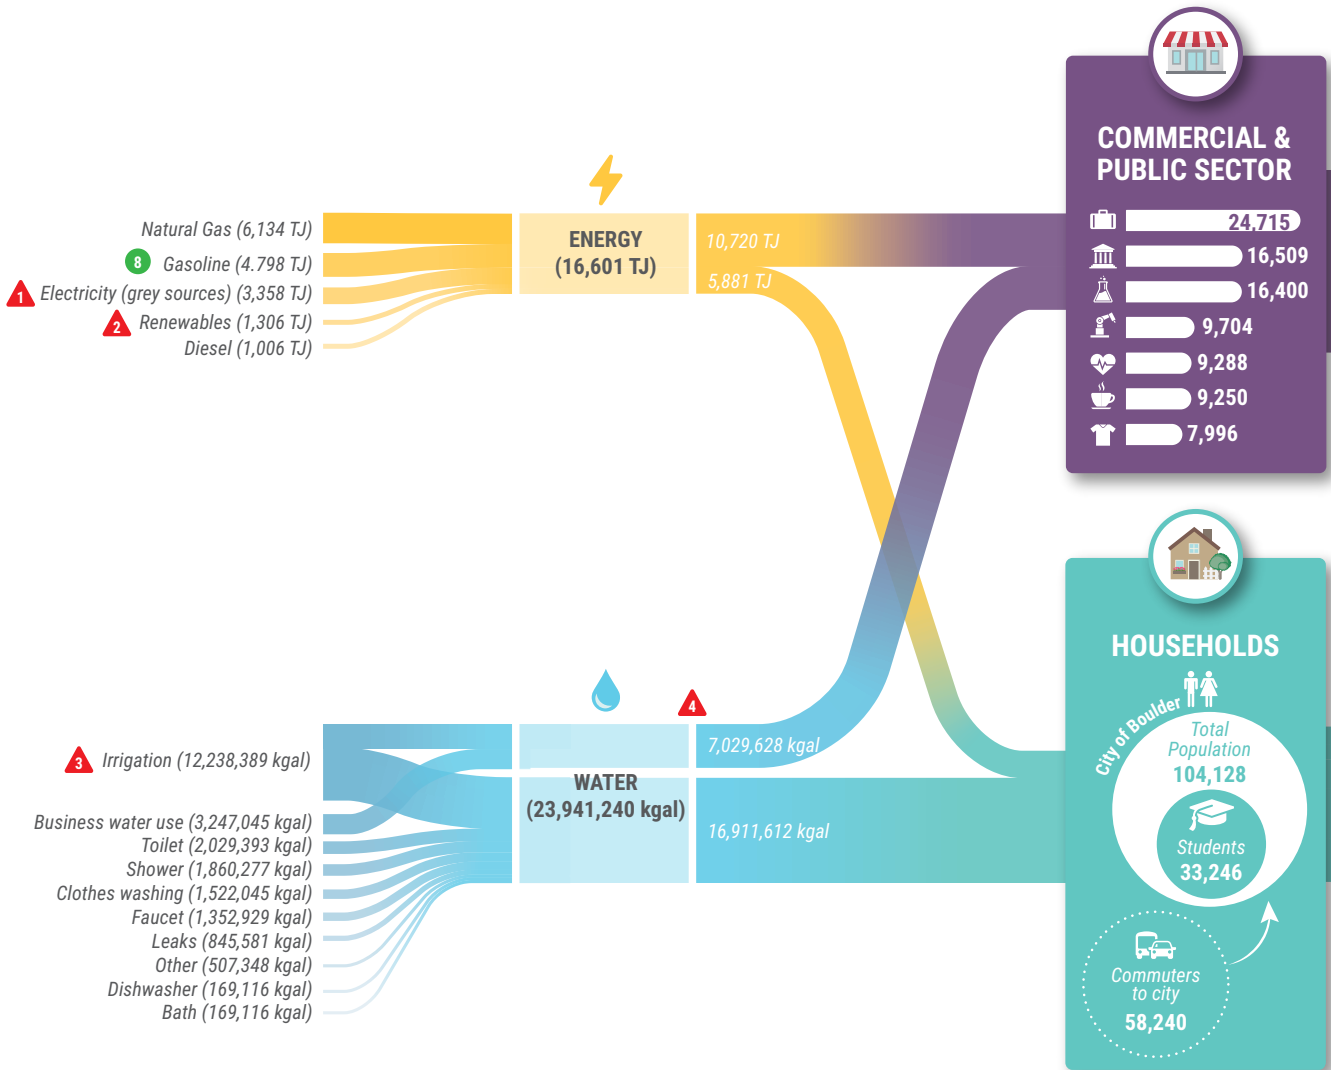 COMMERCIAL &
PUBLIC SECTOR
24,715
16,509
16,400
9,704
9,288
9,250
7,996
Natural Gas (6,134 TJ)
8 Gasoline (4.798 TJ)
1 Electricity (grey sources) (3,358 TJ)
2 Renewables (1,306 TJ)
Diesel (1,006 TJ)
ENERGY
(16,601 TJ)
10,720 TJ
5,881 TJ
3 Irrigation (12,238,389 kgal)
Business water use (3,247,045 kgal)
Toilet (2,029,393 kgal)
Shower (1,860,277 kgal)
Clothes washing (1,522,045 kgal)
Faucet (1,352,929 kgal)
Leaks (845,581 kgal)
Other (507,348 kgal)
Dishwasher (169,116 kgal)
Bath (169,116 kgal)
WATER
(23,941,240 kgal)
4
7,029,628 kgal
16,911,612 kgal
HOUSEHOLDS
City of Boulder
Total
Population
104,128
Students
33,246
Commuters
to city
58,240